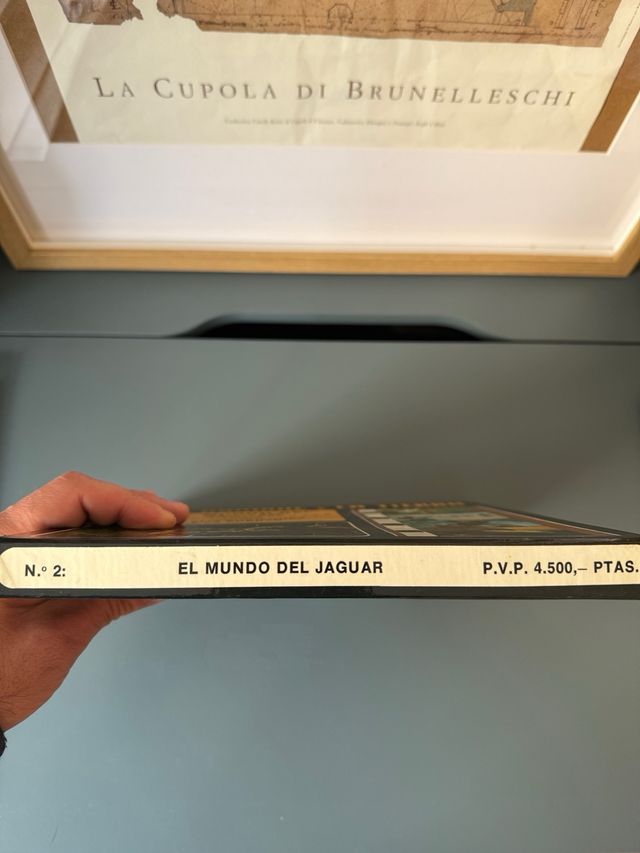 LA CUPOLA DI BRUNELLESCHI
N.º 2: EL MUNDO DEL JAGUAR P.V.P. 4.500,– PTAS.